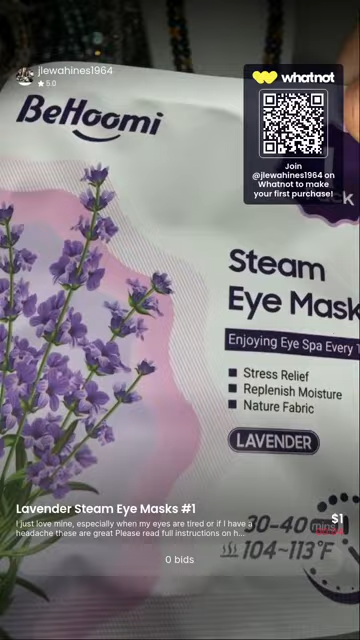 jlewahines1964
★ 5.0
whatnot
Join
@jlewahines1964 on
Whatnot to make
your first purchase!
BeHoomi
Steam
Eye Mask
Enjoying Eye Spa Every
Stress Relief
Replenish Moisture
Nature Fabric
LAVENDER
Lavender Steam Eye Masks #1
I just love mine, especially when my eyes are tired or if I have a
headache these are great Please read full instructions on h...
$1
30-40 mins
104~113°F
0 bids